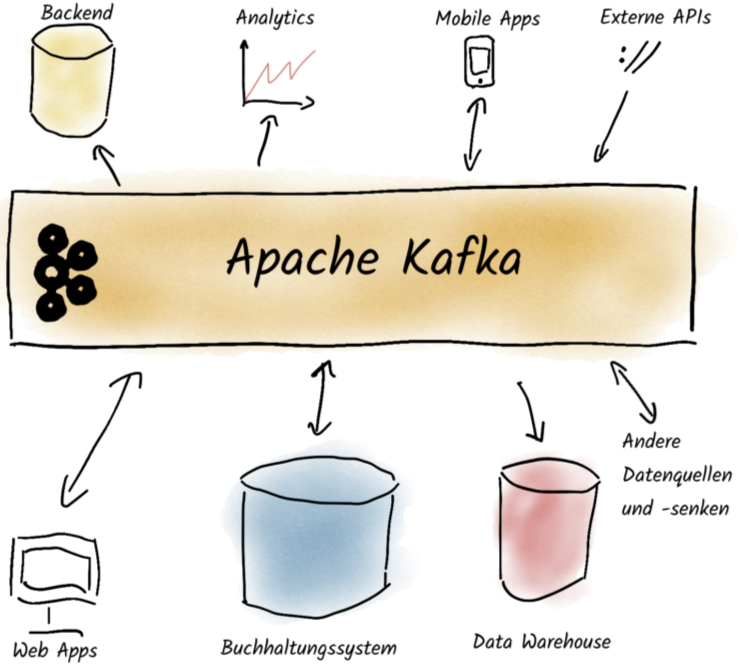 Backend
Analytics
Mobile Apps
Externe APIs
://
Apache Kafka
Andere
Datenquellen
und -senken
Web Apps
Buchhaltungssystem
Data Warehouse